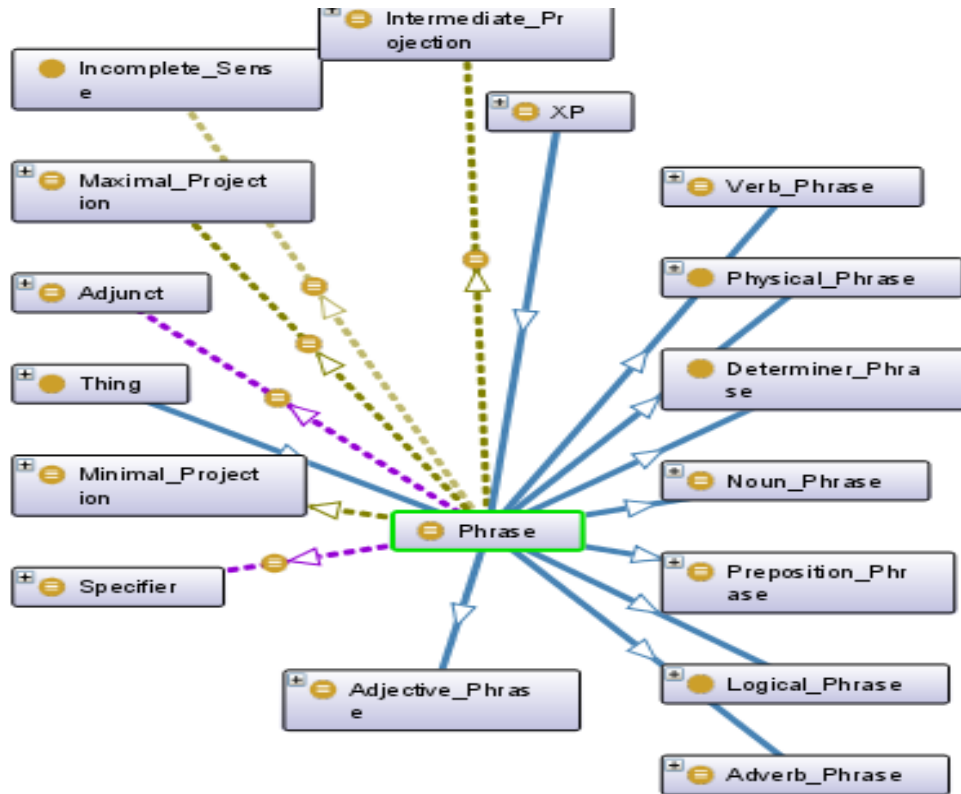 Intermediate_Pr
ojection
Incomplete_Sens
e
XP
Maximal_Project
ion
Verb_Phrase
Adjunct
Physical_Phrase
Thing
Determiner_Phra
se
Minimal_Project
ion
Noun_Phrase
Phrase
Specifier
Preposition_Phr
ase
Adjective_Phras
e
Logical_Phrase
Adverb_Phrase